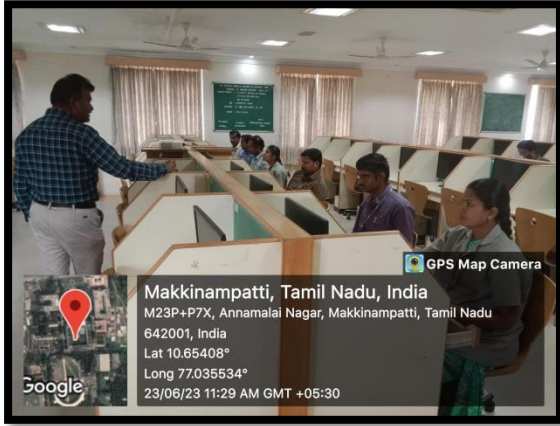 GPS Map Camera
Makkinampatti, Tamil Nadu, India
M23P+P7X, Annamalai Nagar, Makkinampatti, Tamil Nadu
642001, India
Lat 10.65408°
Long 77.035534°
23/06/23 11:29 AM GMT +05:30
Google